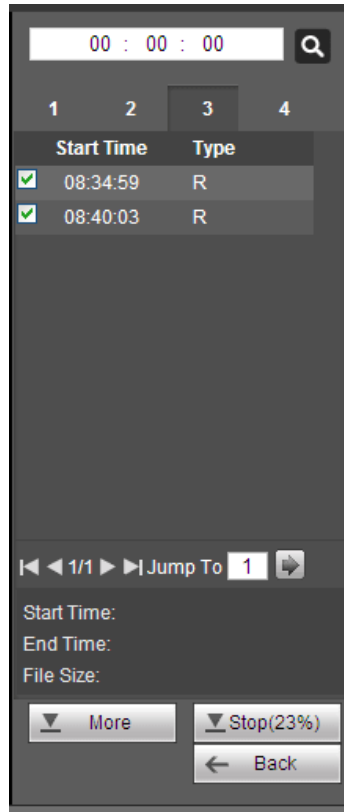 00 : 00 : 00
1 2 3 4
Start Time Type
08:34:59 R
08:40:03 R
1/1 Jump To 1
Start Time:
End Time:
File Size:
More Stop(23%)
Back